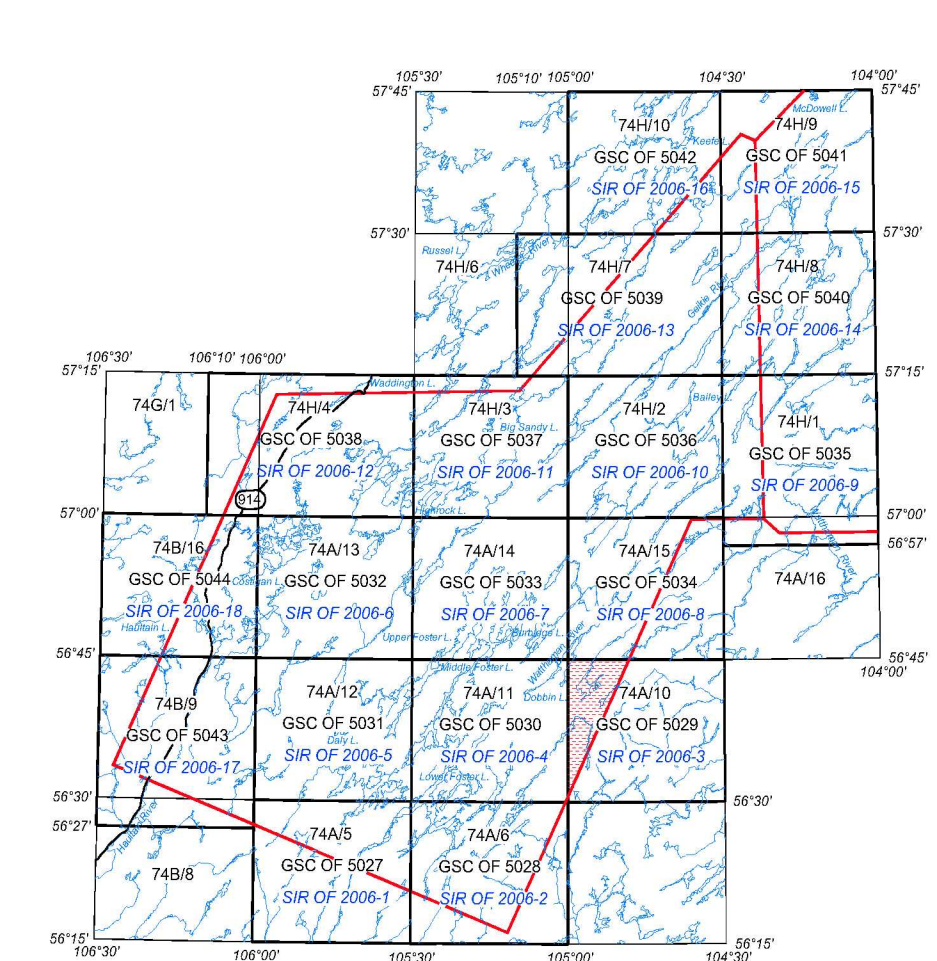 105°30' 105°10' 105°00' 104°30' 104°00'
57°45' 57°45'
McDowell L.
74H/10 74H/9
Keefe L.
GSC OF 5042 GSC OF 5041
SIR OF 2006-16 SIR OF 2006-15
57°30' 57°30'
Russel L.
74H/6 74H/7 74H/8
Wheeler River
Geikie River
GSC OF 5039 GSC OF 5040
SIR OF 2006-13 SIR OF 2006-14
106°30' 106°10' 106°00'
57°15' 57°15'
Waddington L.
Bailey L.
74G/1 74H/4 74H/3 74H/2 74H/1
Big Sandy L.
GSC OF 5038 GSC OF 5037 GSC OF 5036 GSC OF 5035
SIR OF 2006-12 SIR OF 2006-11 SIR OF 2006-10 SIR OF 2006-9
914
Highrock L.
57°00' 57°00'
56°57'
74B/16 74A/13 74A/14 74A/15 74A/16
GSC OF 5044 GSC OF 5032 GSC OF 5033 GSC OF 5034
Costigan L.
SIR OF 2006-18 SIR OF 2006-6 SIR OF 2006-7 SIR OF 2006-8
Haultain L.
Upper Foster L. Burbidge L.
56°45' 56°45'
Middle Foster L.
104°00'
74B/9 74A/12 74A/11 74A/10
Dobbin L.
GSC OF 5043 GSC OF 5031 GSC OF 5030 GSC OF 5029
Daly L.
SIR OF 2006-17 SIR OF 2006-5 SIR OF 2006-4 SIR OF 2006-3
Lower Foster L.
56°30' 56°30'
56°27'
Haultain River
74A/5 74A/6
74B/8 GSC OF 5027 GSC OF 5028
SIR OF 2006-1 SIR OF 2006-2
56°15' 56°15'
106°30' 106°00' 105°30' 105°00' 104°30'